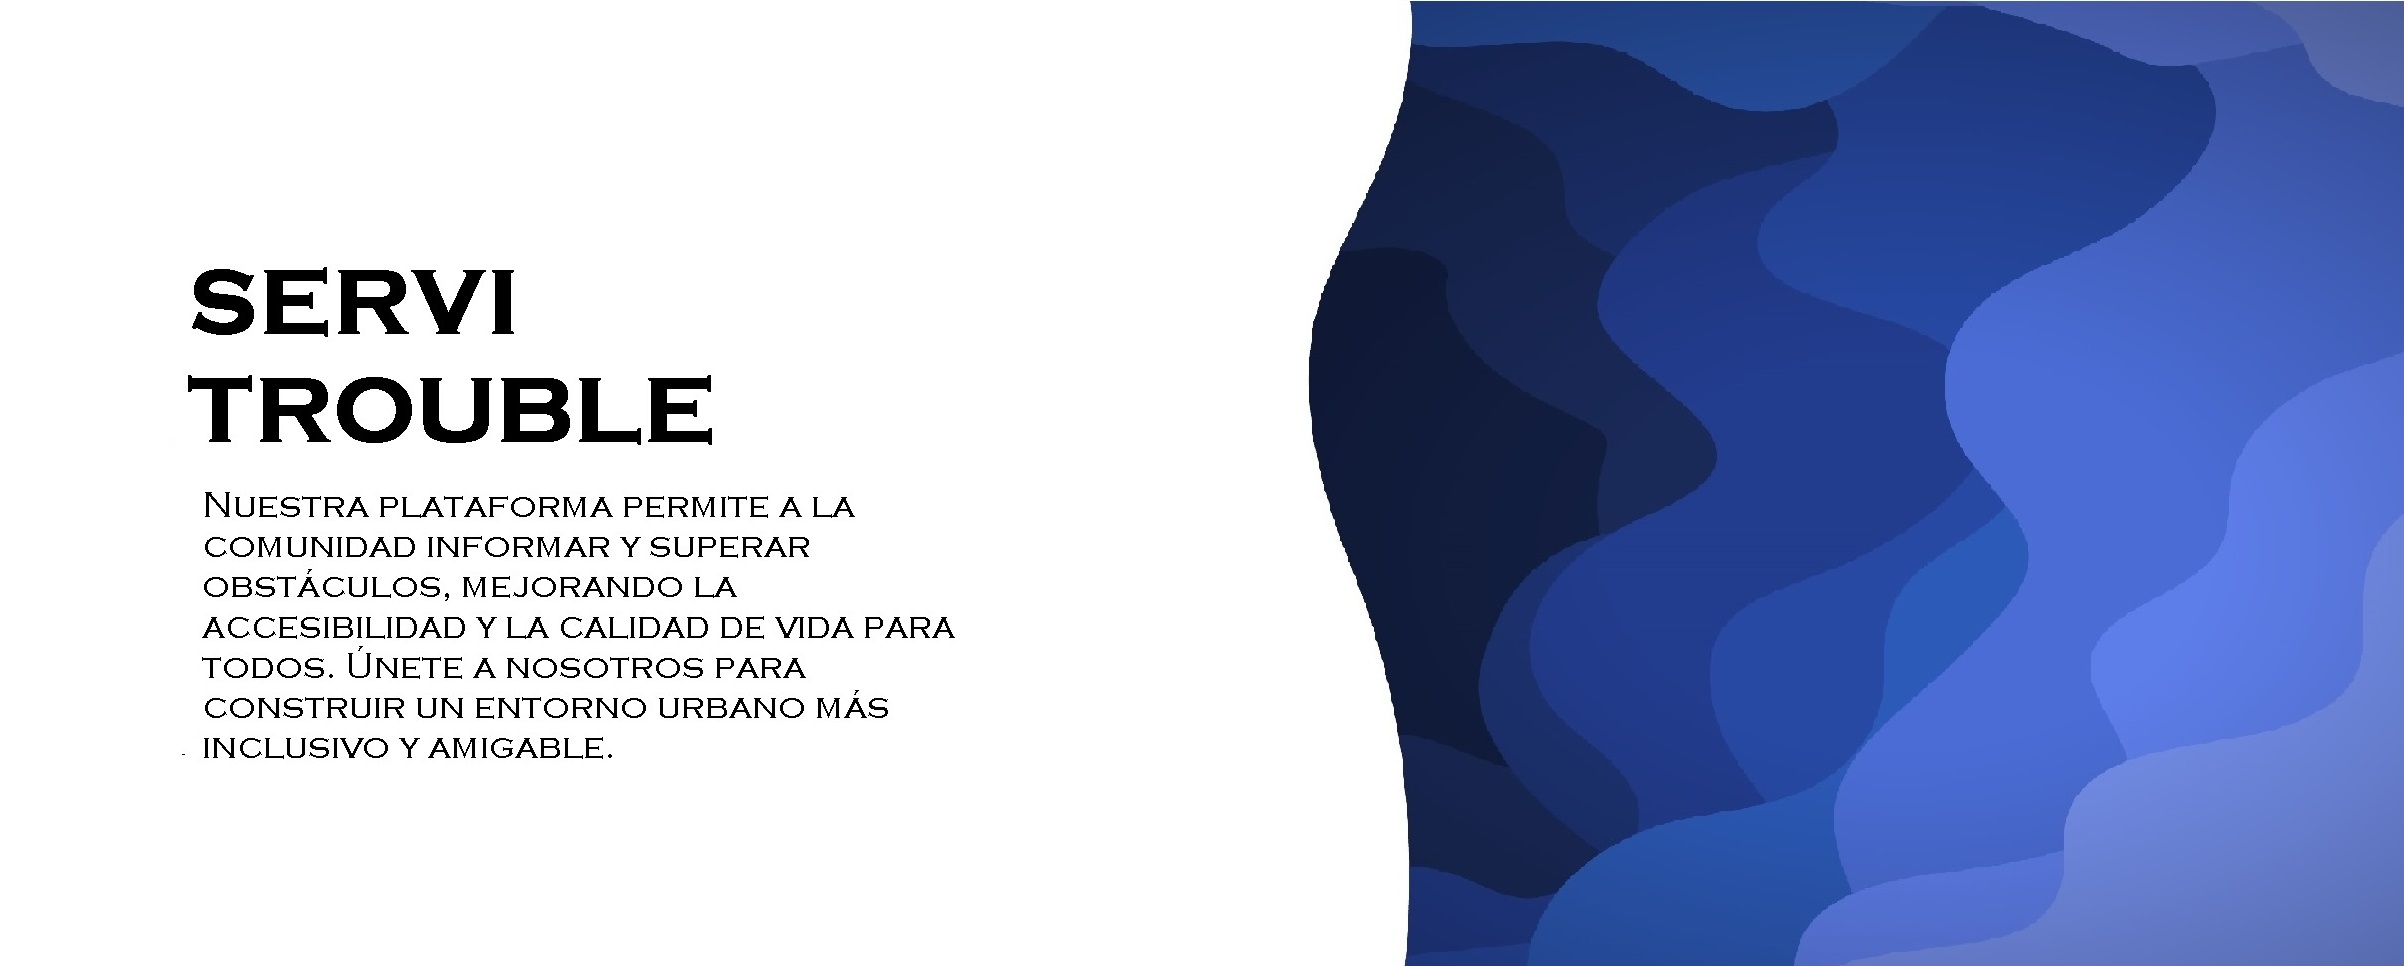 SERVI
TROUBLE
Nuestra plataforma permite a la
comunidad informar y superar
obstáculos, mejorando la
accesibilidad y la calidad de vida para
todos. Únete a nosotros para
construir un entorno urbano más
inclusivo y amigable.